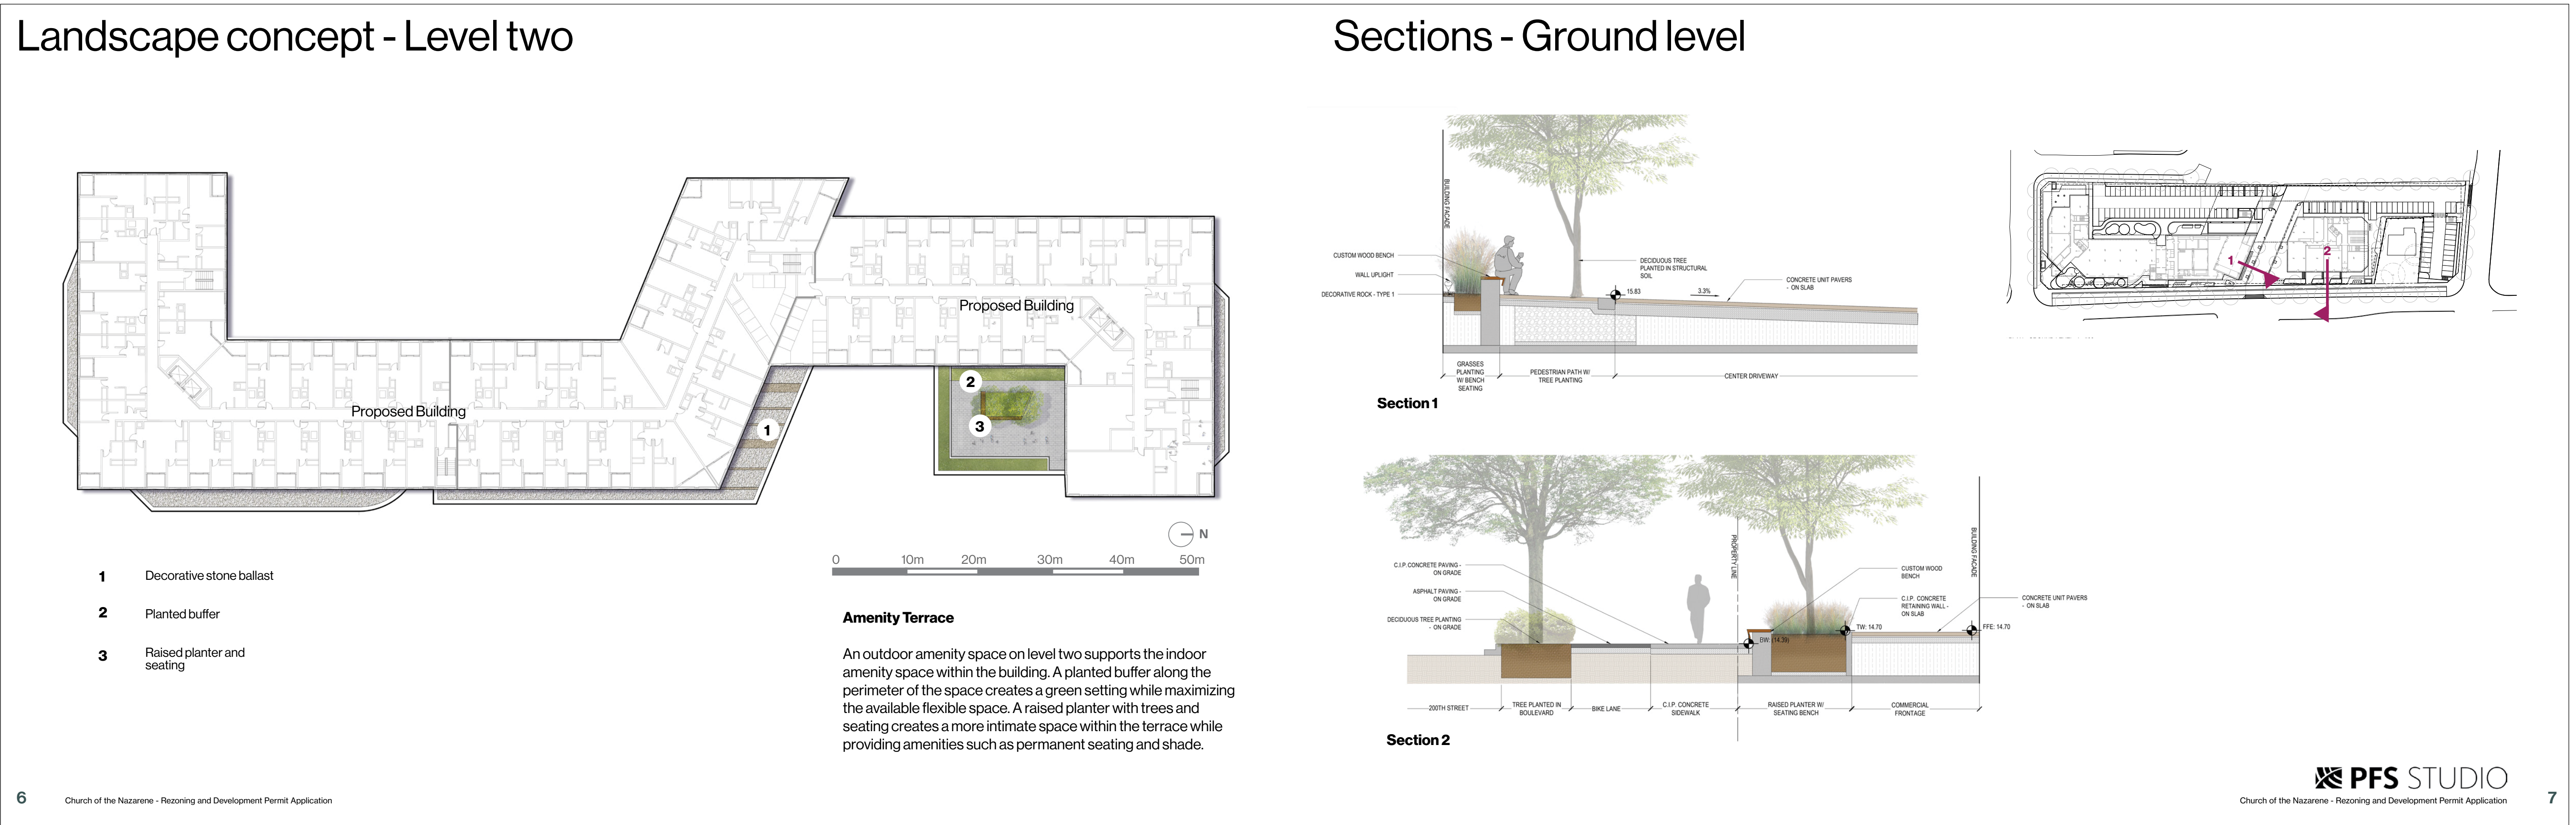 Landscape concept - Level two
Proposed Building
Proposed Building
1
2
3
N
0 10m 20m 30m 40m 50m
1 Decorative stone ballast
2 Planted buffer
3 Raised planter and
seating
Amenity Terrace
An outdoor amenity space on level two supports the indoor
amenity space within the building. A planted buffer along the
perimeter of the space creates a green setting while maximizing
the available flexible space. A raised planter with trees and
seating creates a more intimate space within the terrace while
providing amenities such as permanent seating and shade.
6
Church of the Nazarene - Rezoning and Development Permit Application
Sections - Ground level
BUILDING FACADE
CUSTOM WOOD BENCH
WALL UPLIGHT
DECORATIVE ROCK - TYPE 1
DECIDUOUS TREE
PLANTED IN STRUCTURAL
SOIL
15.83
3.3%
CONCRETE UNIT PAVERS
- ON SLAB
GRASSES
PLANTING
W/ BENCH
SEATING
PEDESTRIAN PATH W/
TREE PLANTING
CENTER DRIVEWAY
Section 1
1
2
C.I.P. CONCRETE PAVING -
ON GRADE
ASPHALT PAVING -
ON GRADE
DECIDUOUS TREE PLANTING
- ON GRADE
PROPERTY LINE
BUILDING FACADE
CUSTOM WOOD
BENCH
C.I.P. CONCRETE
RETAINING WALL -
ON SLAB
CONCRETE UNIT PAVERS
- ON SLAB
BW: (14.39)
TW: 14.70
FFE: 14.70
200TH STREET
TREE PLANTED IN
BOULEVARD
BIKE LANE
C.I.P. CONCRETE
SIDEWALK
RAISED PLANTER W/
SEATING BENCH
COMMERCIAL
FRONTAGE
Section 2
PFS STUDIO
Church of the Nazarene - Rezoning and Development Permit Application
7